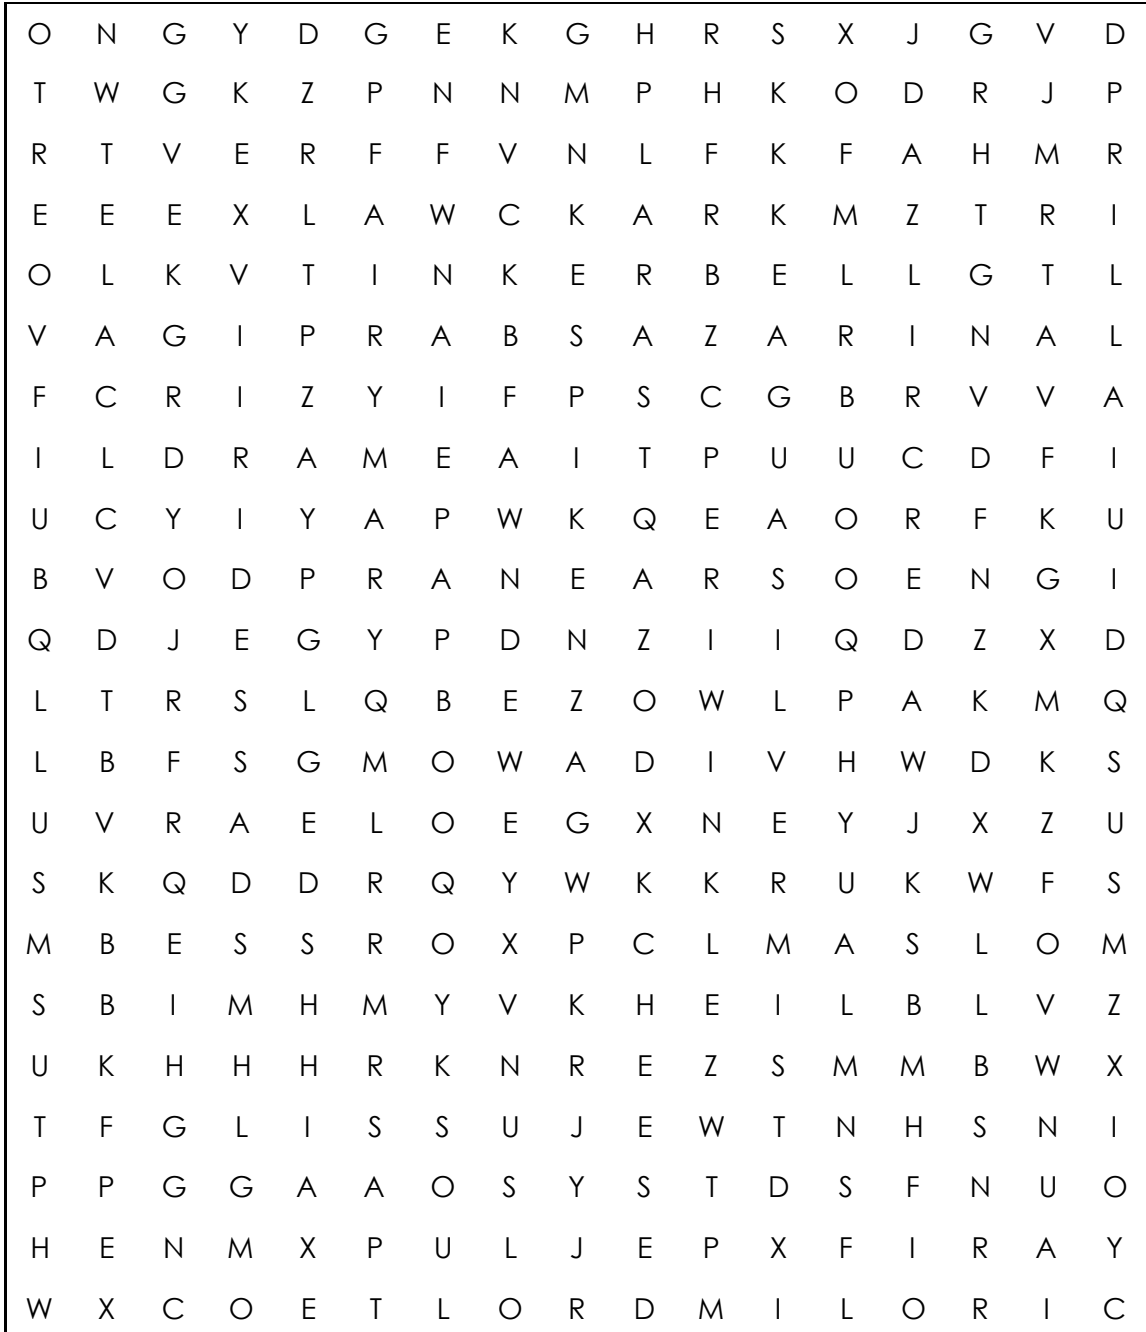 O N G Y D G E K G H R S X J G V D
T W G K Z P N N M P H K O D R J P
R T V E R F F V N L F K F A H M R
E E E X L A W C K A R K M Z T R I
O L K V T I N K E R B E L L G T L
V A G I P R A B S A Z A R I N A L
F C R I Z Y I F P S C G B R V V A
I L D R A M E A I T P U U C D F I
U C Y I Y A P W K Q E A O R F K U
B V O D P R A N E A R S O E N G I
Q D J E G Y P D N Z I I Q D Z X D
L T R S L Q B E Z O W L P A K M Q
L B F S G M O W A D I V H W D K S
U V R A E L O E G X N E Y J X Z U
S K Q D D R Q Y W K K R U K W F S
M B E S S R O X P C L M A S L O M
S B I M H M Y V K H E I L B L V Z
U K H H H R K N R E Z S M M B W X
T F G L I S S U J E W T N H S N I
P P G G A A O S Y S T D S F N U O
H E N M X P U L J E P X F I R A Y
W X C O E T L O R D M I L O R I C